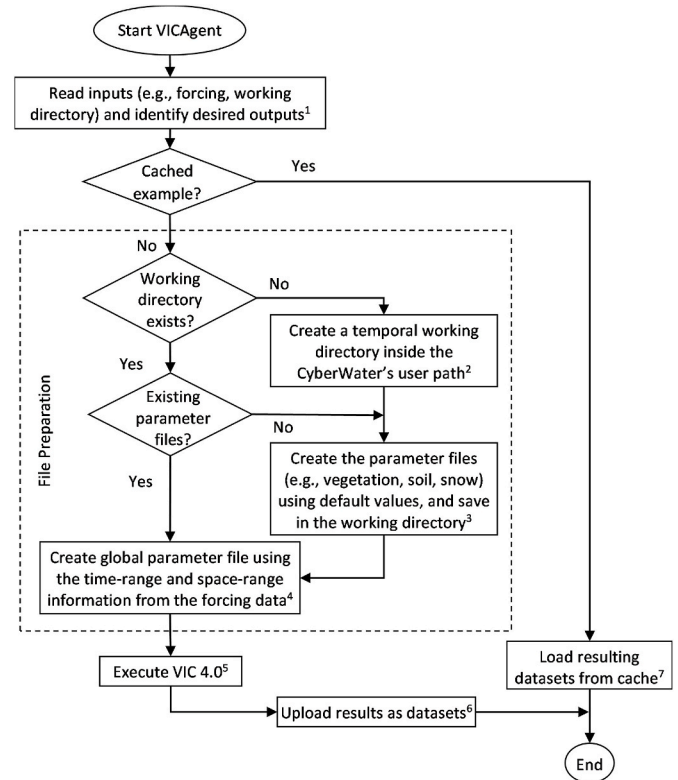 Start VICAgent
Read inputs (e.g., forcing, working
directory) and identify desired outputs¹
Cached
example?
Yes
No
Working
directory
exists?
No
Create a temporal working
directory inside the
CyberWater's user path²
Yes
Existing
parameter
files?
No
File Preparation
Yes
Create the parameter files
(e.g., vegetation, soil, snow)
using default values, and save
in the working directory³
Create global parameter file using
the time-range and space-range
information from the forcing data⁴
Execute VIC 4.0⁵
Load resulting
datasets from cache⁷
Upload results as datasets⁶
End